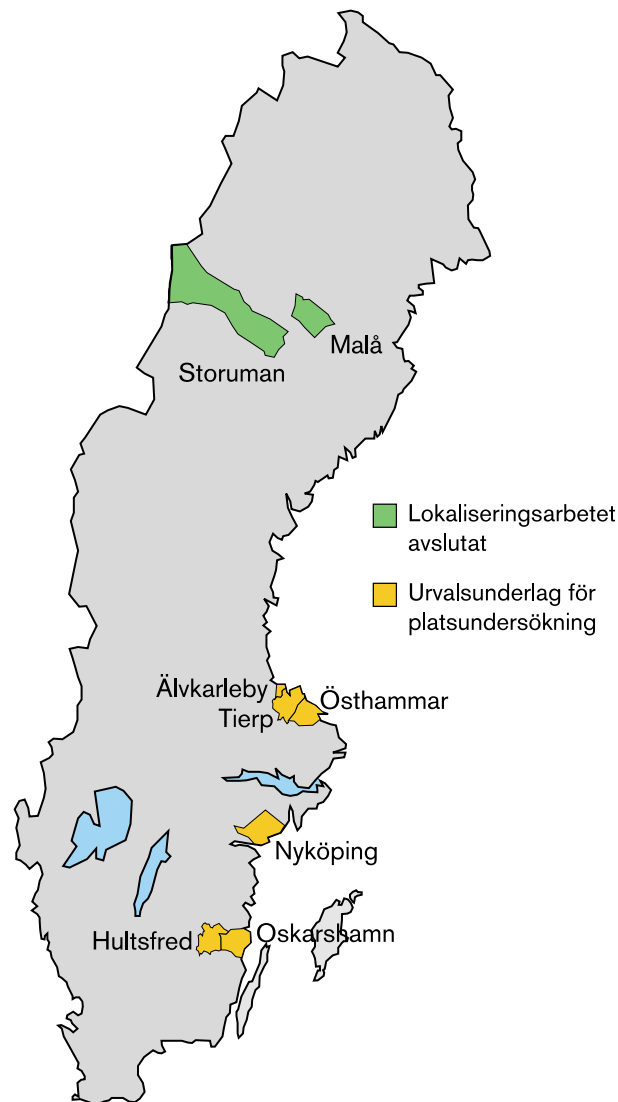 Malå
Storuman
Lokaliseringsarbetet
avslutat
Urvalsunderlag för
platsundersökning
Älvkarleby
Östhammar
Tierp
Nyköping
Hultsfred
Oskarshamn